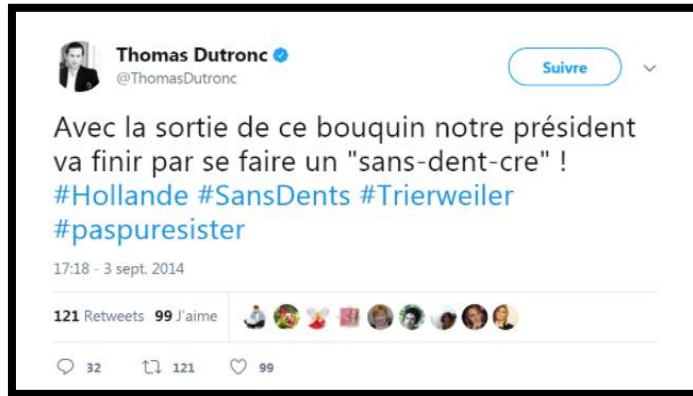 Thomas Dutronc
@ThomasDutronc
Suivre
Avec la sortie de ce bouquin notre président
va finir par se faire un "sans-dent-cre" !
#Hollande #SansDents #Trierweiler
#paspuresister
17:18 - 3 sept. 2014
121 Retweets 99 J'aime
32 121 99